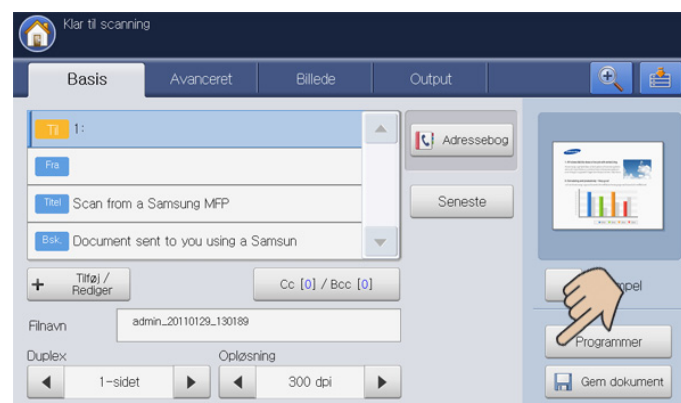 Klar til scanning
Basis
Avanceret
Billede
Output
Til 1:
Fra
Titel Scan from a Samsung MFP
Bsk. Document sent to you using a Samsun
Adressebog
Seneste
+ Tilføj /
Rediger
Cc [0] / Bcc [0]
Filnavn admin_20110129_130189
Duplex
Opløsning
1-sidet
300 dpi
Programmer
Gem dokument